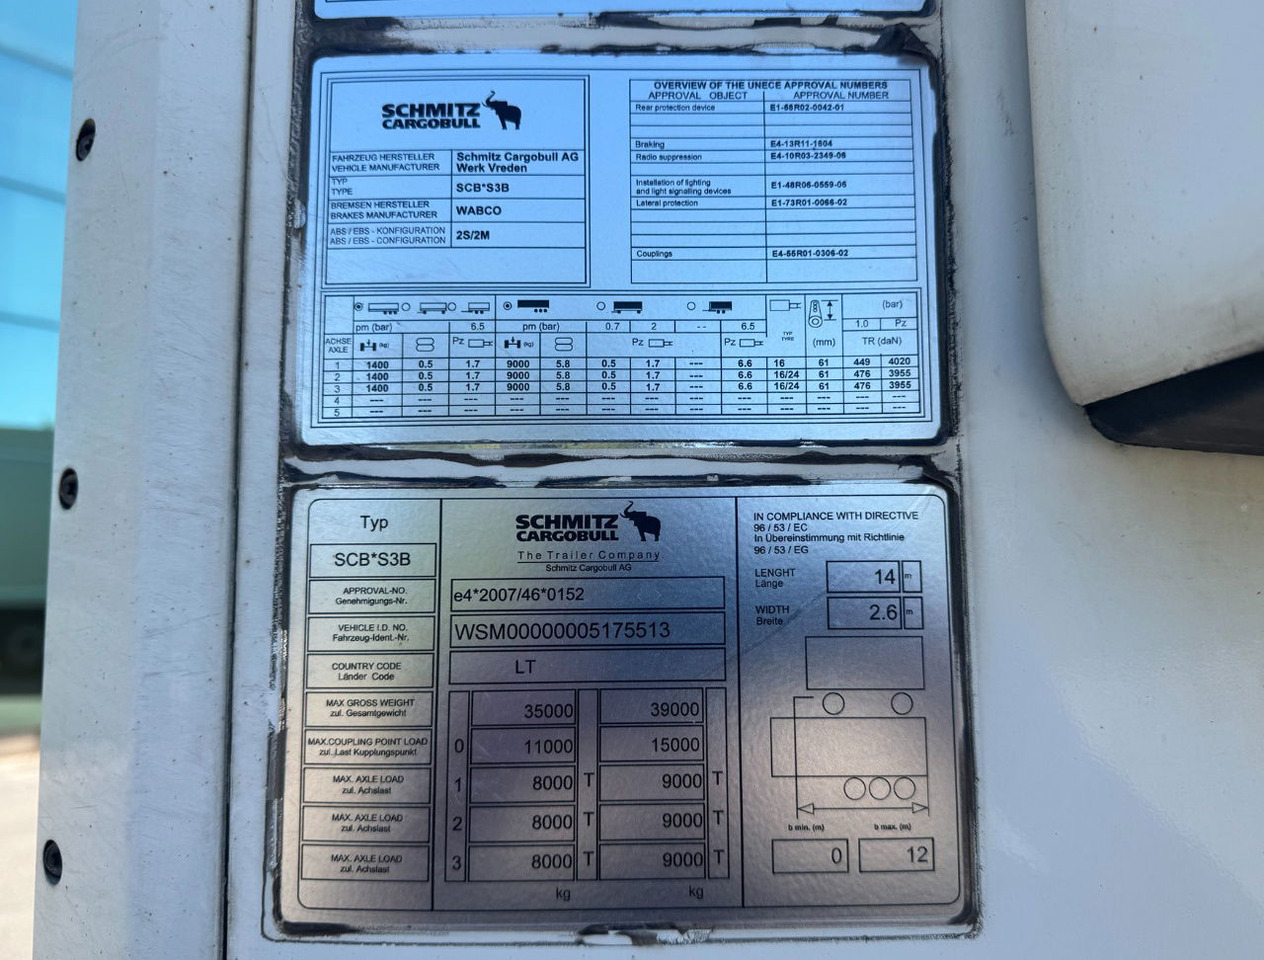 SCHMITZ
CARGOBULL
FAHRZEUG HERSTELLER
VEHICLE MANUFACTURER
Schmitz Cargobull AG
Werk Vreden
TYP
TYPE
SCB*S3B
BREMSEN HERSTELLER
BRAKES MANUFACTURER
WABCO
ABS / EBS - KONFIGURATION
ABS / EBS - CONFIGURATION
2S/2M
OVERVIEW OF THE UNECE APPROVAL NUMBERS
APPROVAL OBJECT APPROVAL NUMBER
Rear protection device E1-58R02-0042-01
Braking E4-13R11-1604
Radio suppression E4-10R03-2349-06
Installation of lighting
and light signalling devices E1-48R06-0559-05
Lateral protection E1-73R01-0066-02
Couplings E4-55R01-0306-02
(bar)
pm (bar) 6.5 pm (bar) 0.7 2 -- 6.5 TYP TYRE 1.0 Pz
ACHSE
AXLE (kg) Pz (kg) Pz (mm) TR (daN)
1 1400 0.5 1.7 9000 5.8 0.5 1.7 --- 6.6 16 61 449 4020
2 1400 0.5 1.7 9000 5.8 0.5 1.7 --- 6.6 16/24 61 476 3955
3 1400 0.5 1.7 9000 5.8 0.5 1.7 --- 6.6 16/24 61 476 3955
4 --- --- --- --- --- --- --- --- --- --- --- --- ---
5 --- --- --- --- --- --- --- --- --- --- --- --- ---
Typ
SCB*S3B
SCHMITZ
CARGOBULL
The Trailer Company
Schmitz Cargobull AG
APPROVAL-NO.
Genehmigungs-Nr.
e4*2007/46*0152
VEHICLE I.D. NO.
Fahrzeug-Ident.-Nr.
WSM00000005175513
COUNTRY CODE
Länder Code
LT
MAX GROSS WEIGHT
zul. Gesamtgewicht
35000 39000
MAX.COUPLING POINT LOAD
zul. Last Kupplungspunkt
0 11000 15000
MAX. AXLE LOAD
zul. Achslast
1 8000 T 9000 T
MAX. AXLE LOAD
zul. Achslast
2 8000 T 9000 T
MAX. AXLE LOAD
zul. Achslast
3 8000 T 9000 T
kg kg
IN COMPLIANCE WITH DIRECTIVE
96 / 53 / EC
In Übereinstimmung mit Richtlinie
96 / 53 / EG
LENGHT
Länge
14 m
WIDTH
Breite
2.6 m
b min. (m) b max. (m)
0 12